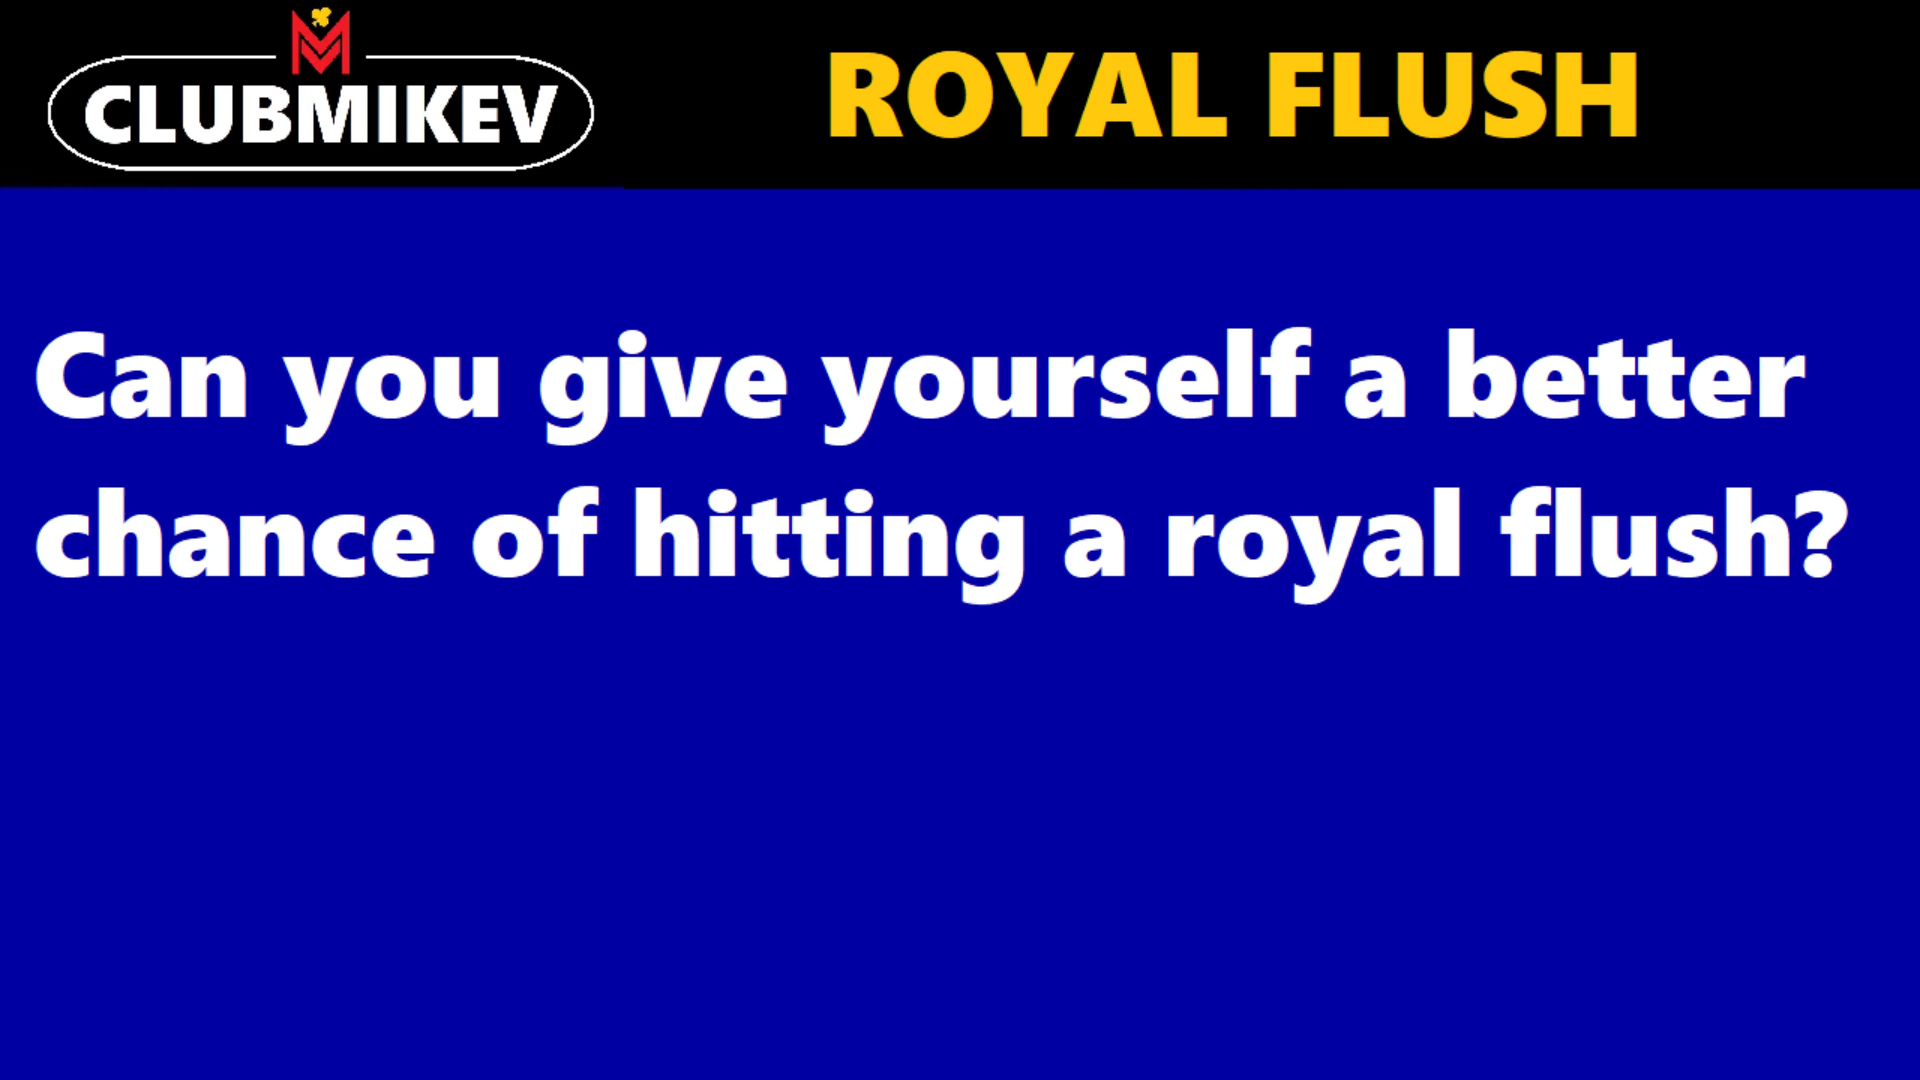 CLUBMIKEV
ROYAL FLUSH
Can you give yourself a better
chance of hitting a royal flush?